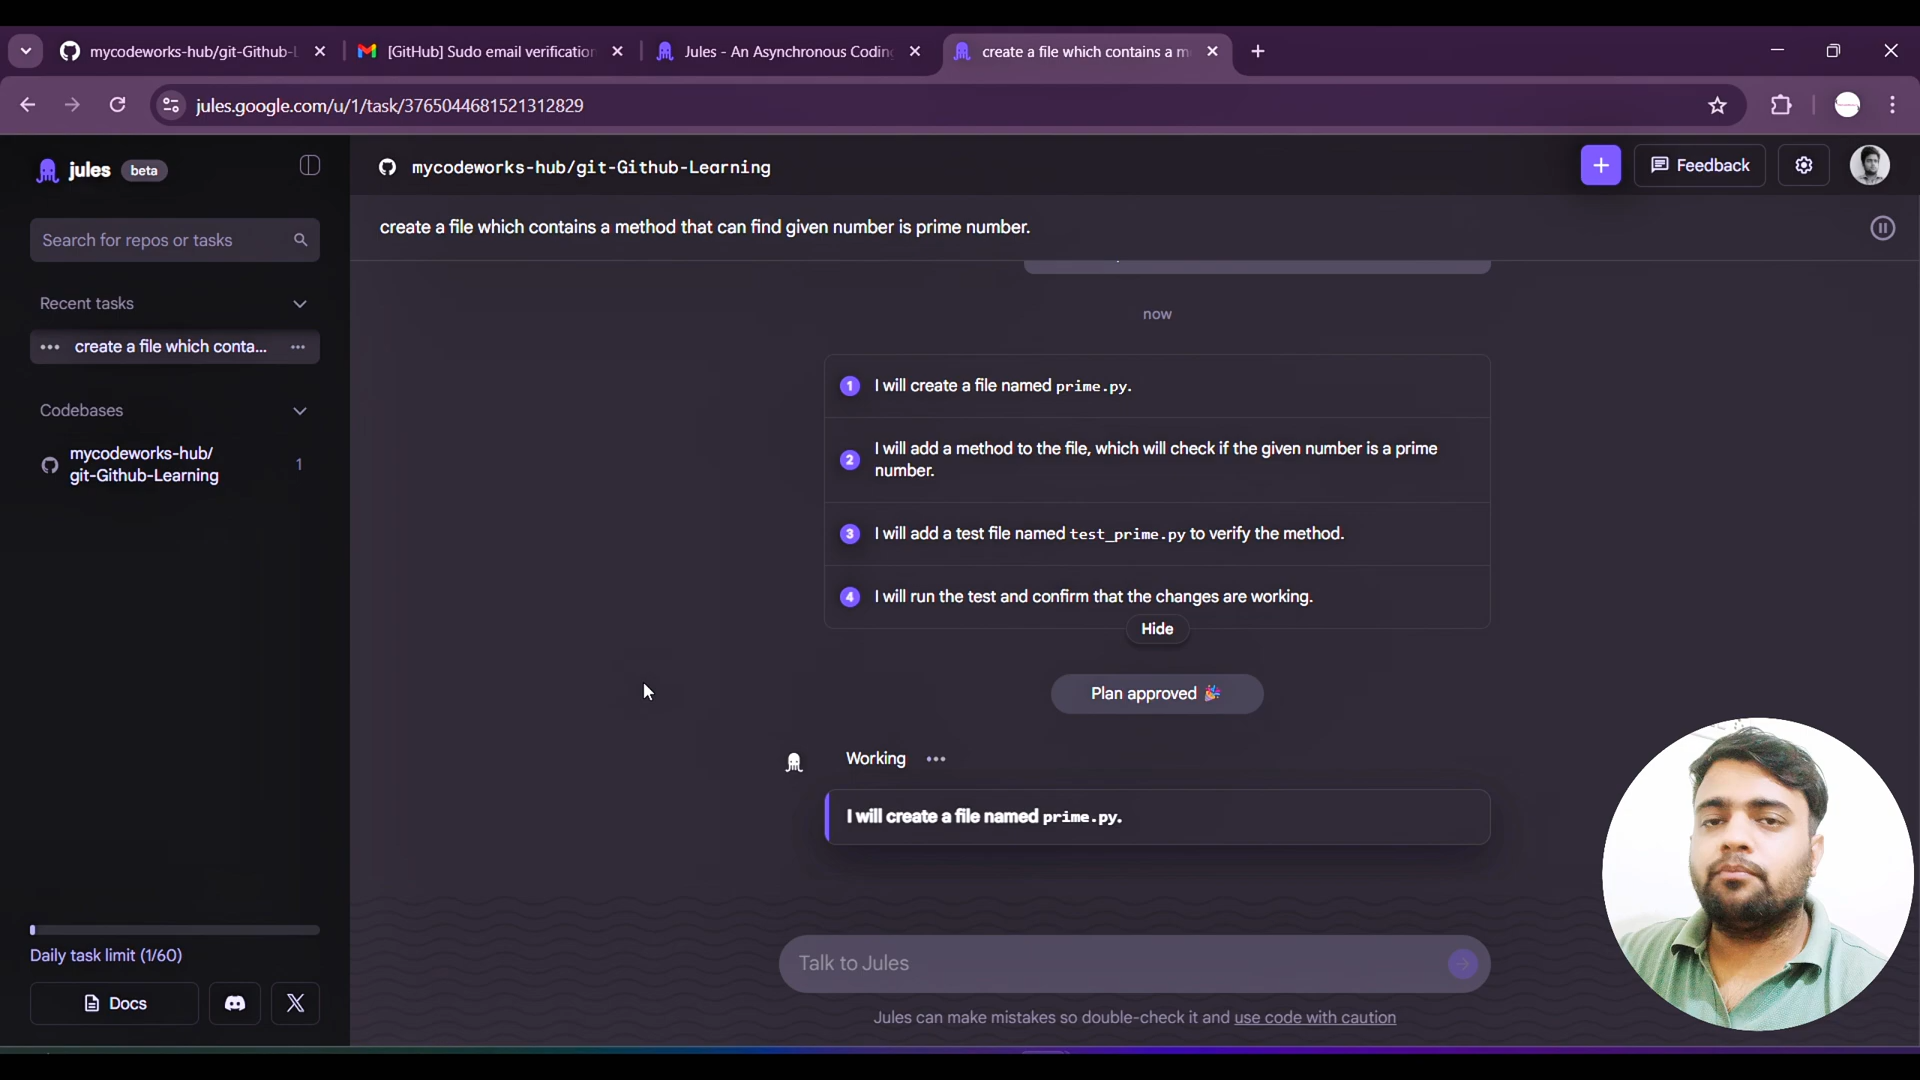 mycodeworks-hub/git-Github-L
[GitHub] Sudo email verification
Jules - An Asynchronous Coding
create a file which contains a m
jules.google.com/u/1/task/3765044681521312829
jules beta
mycodeworks-hub/git-Github-Learning
Feedback
Search for repos or tasks
create a file which contains a method that can find given number is prime number.
Recent tasks
create a file which conta...
Codebases
mycodeworks-hub/
git-Github-Learning
1
now
1 I will create a file named prime.py.
2 I will add a method to the file, which will check if the given number is a prime
number.
3 I will add a test file named test_prime.py to verify the method.
4 I will run the test and confirm that the changes are working.
Hide
Plan approved 🎉
Working
I will create a file named prime.py.
Daily task limit (1/60)
Docs
Talk to Jules
Jules can make mistakes so double-check it and use code with caution